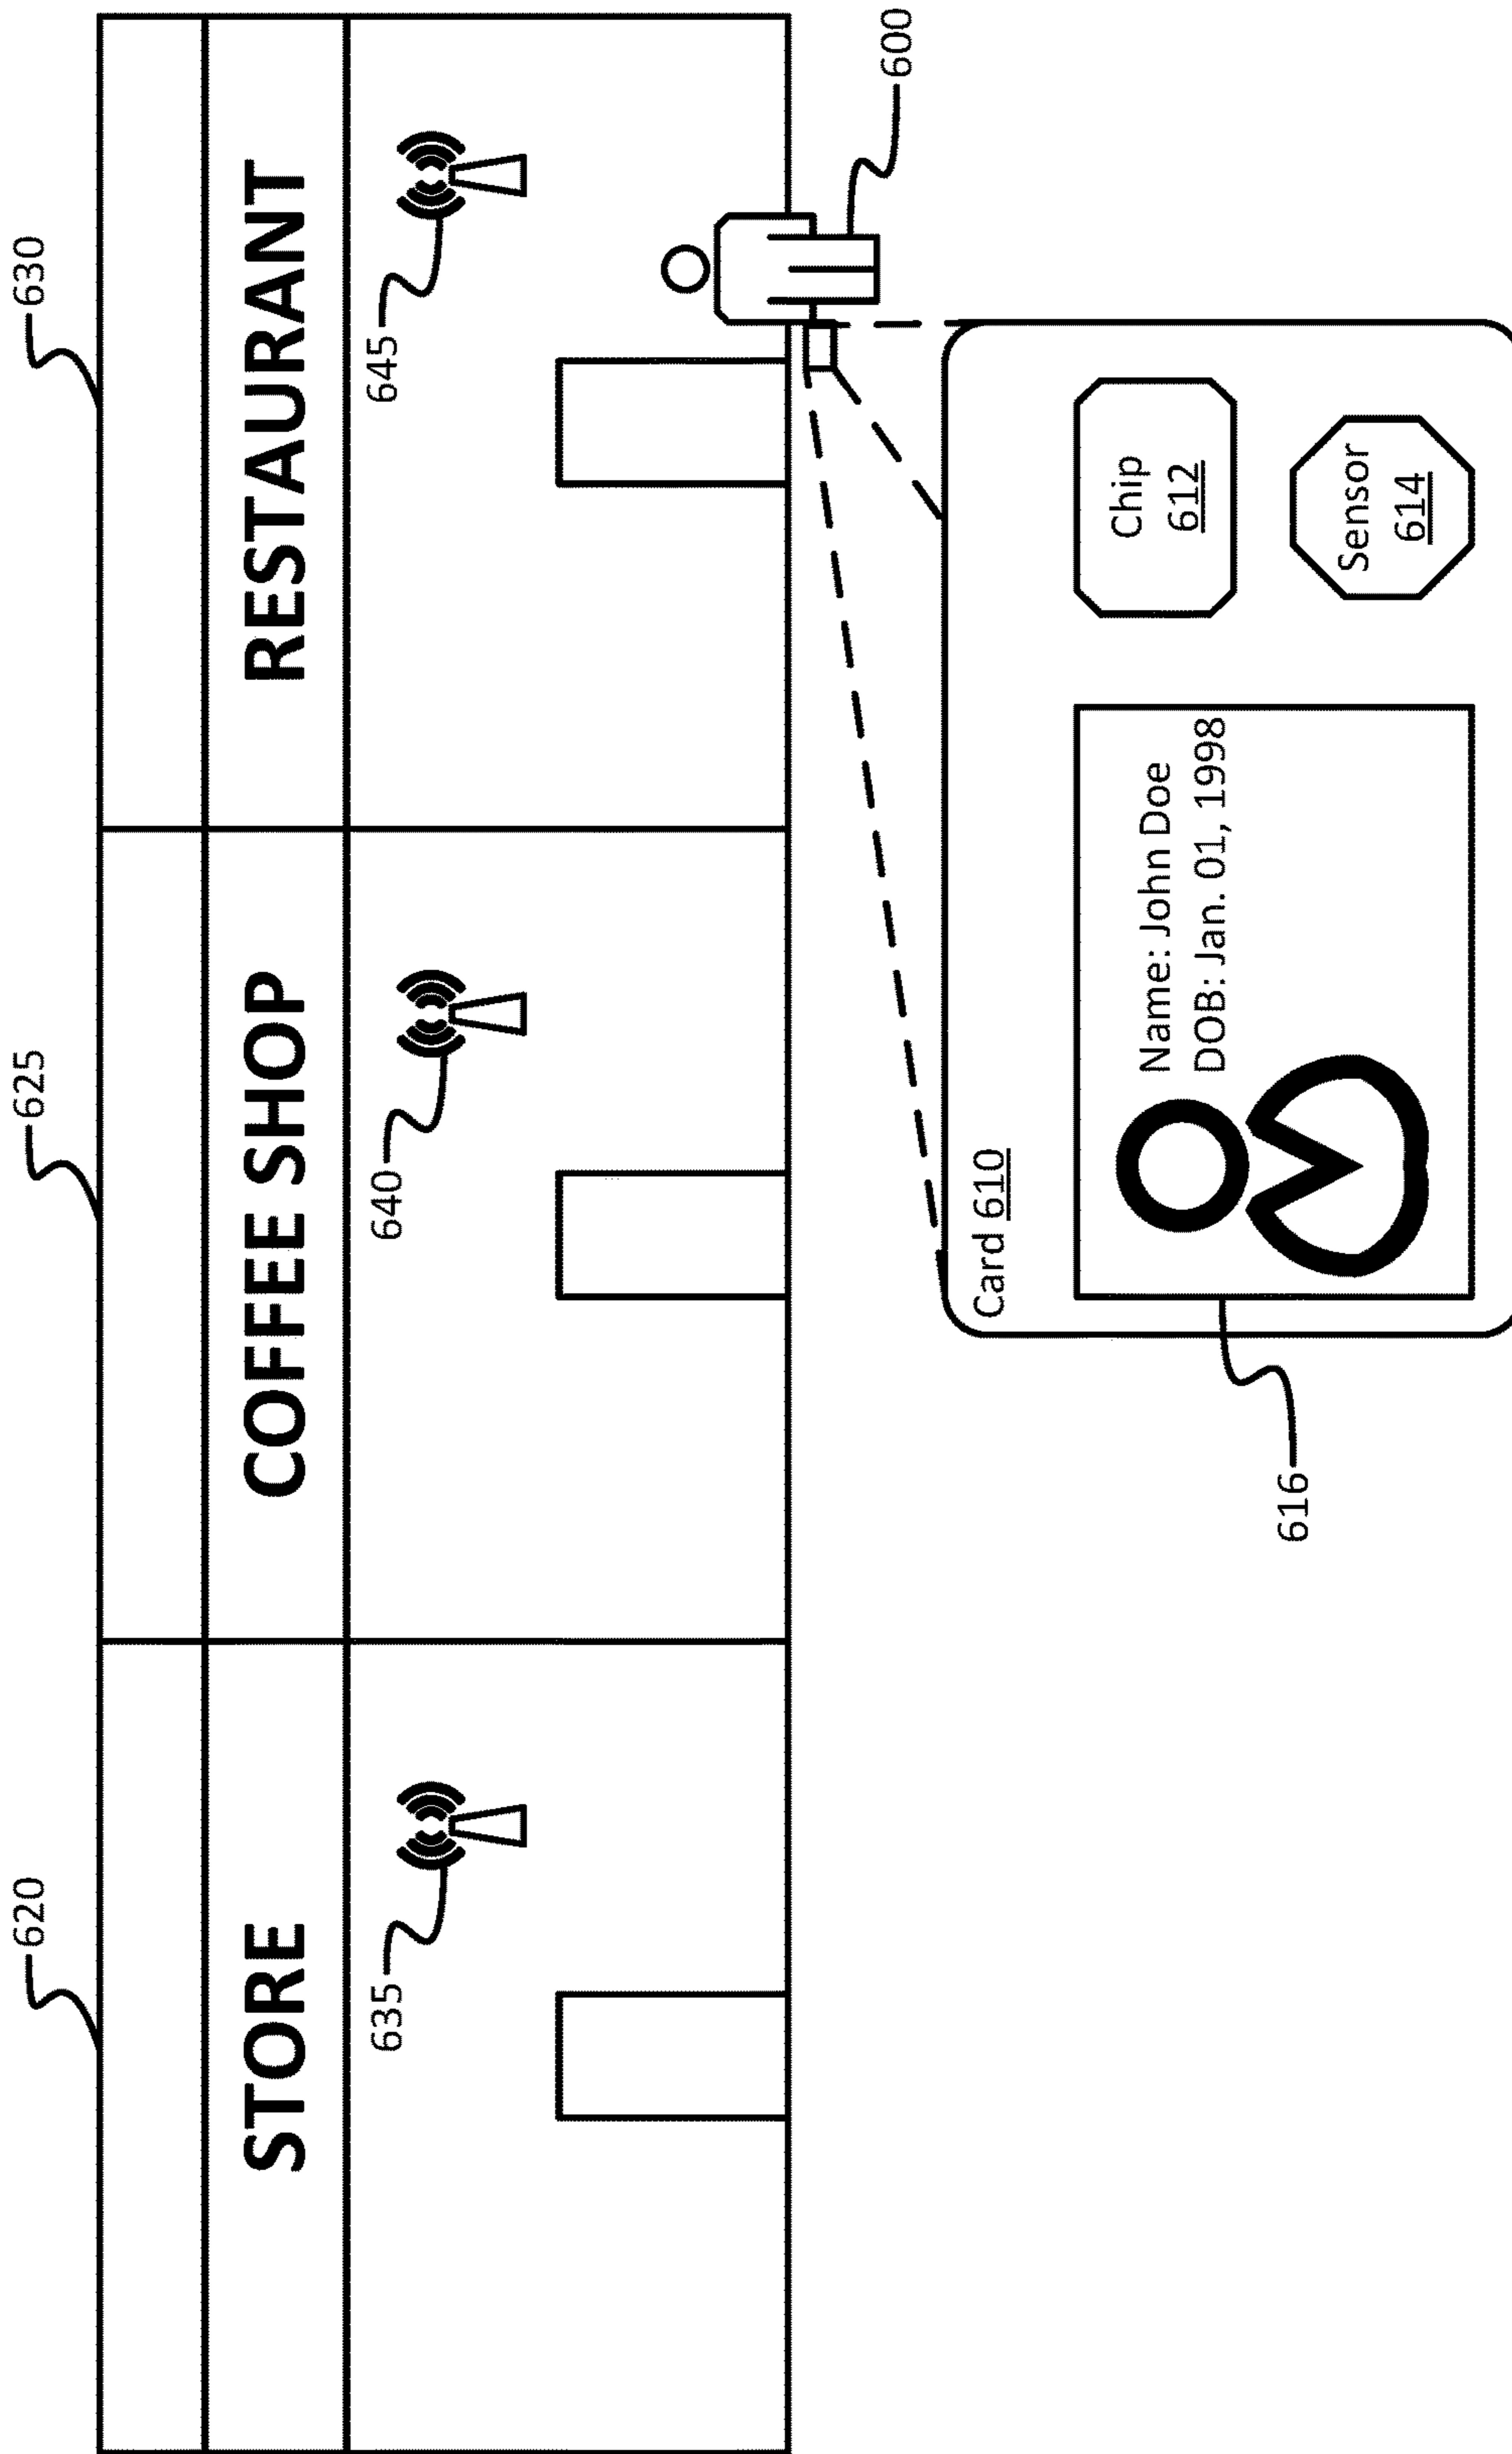 620
625
630
STORE
COFFEE SHOP
RESTAURANT
635
640
645
600
Card 610
Name: John Doe
DOB: Jan. 01, 1998
Chip
612
Sensor
614
616